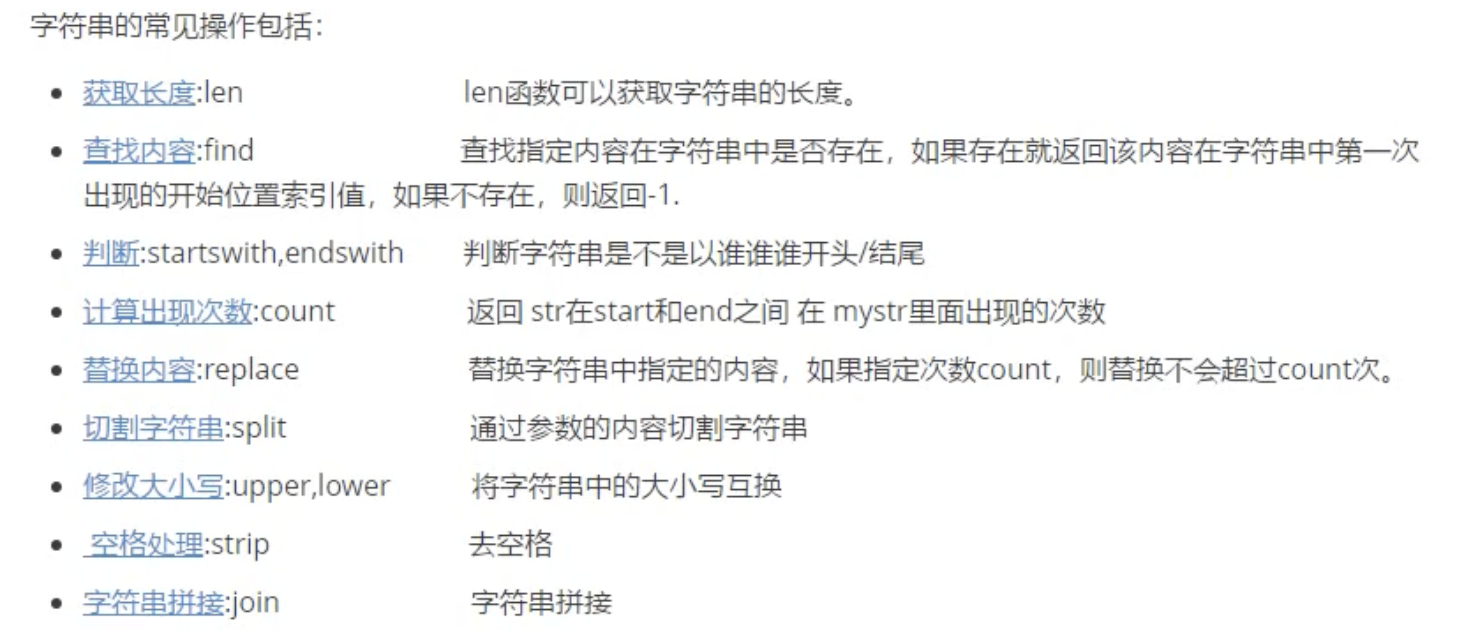 字符串的常见操作包括：
获取长度:len len函数可以获取字符串的长度。
查找内容:find 查找指定内容在字符串中是否存在，如果存在就返回该内容在字符串中第一次
出现的开始位置索引值，如果不存在，则返回-1.
判断:startswith,endswith 判断字符串是不是以谁谁谁开头/结尾
计算出现次数:count 返回 str在start和end之间 在 mystr里面出现的次数
替换内容:replace 替换字符串中指定的内容，如果指定次数count，则替换不会超过count次。
切割字符串:split 通过参数的内容切割字符串
修改大小写:upper,lower 将字符串中的大小写互换
空格处理:strip 去空格
字符串拼接:join 字符串拼接